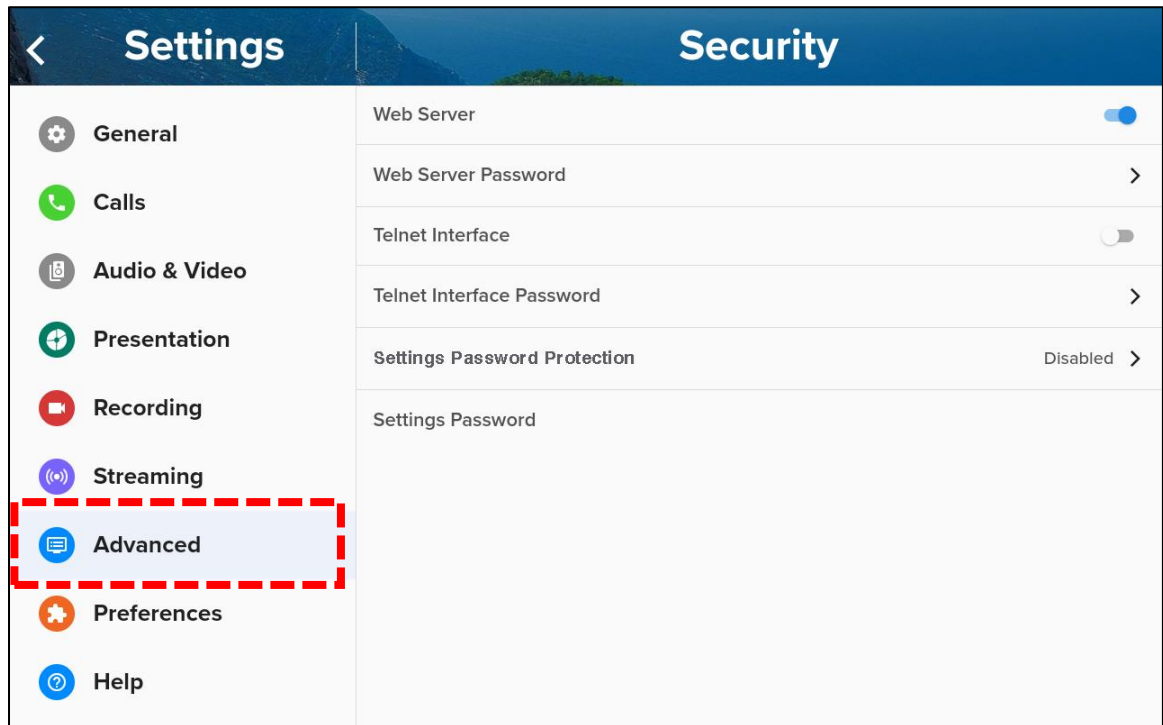 Settings
Security
General
Calls
Audio & Video
Presentation
Recording
Streaming
Advanced
Preferences
Help
Web Server
Web Server Password
Telnet Interface
Telnet Interface Password
Settings Password Protection Disabled
Settings Password